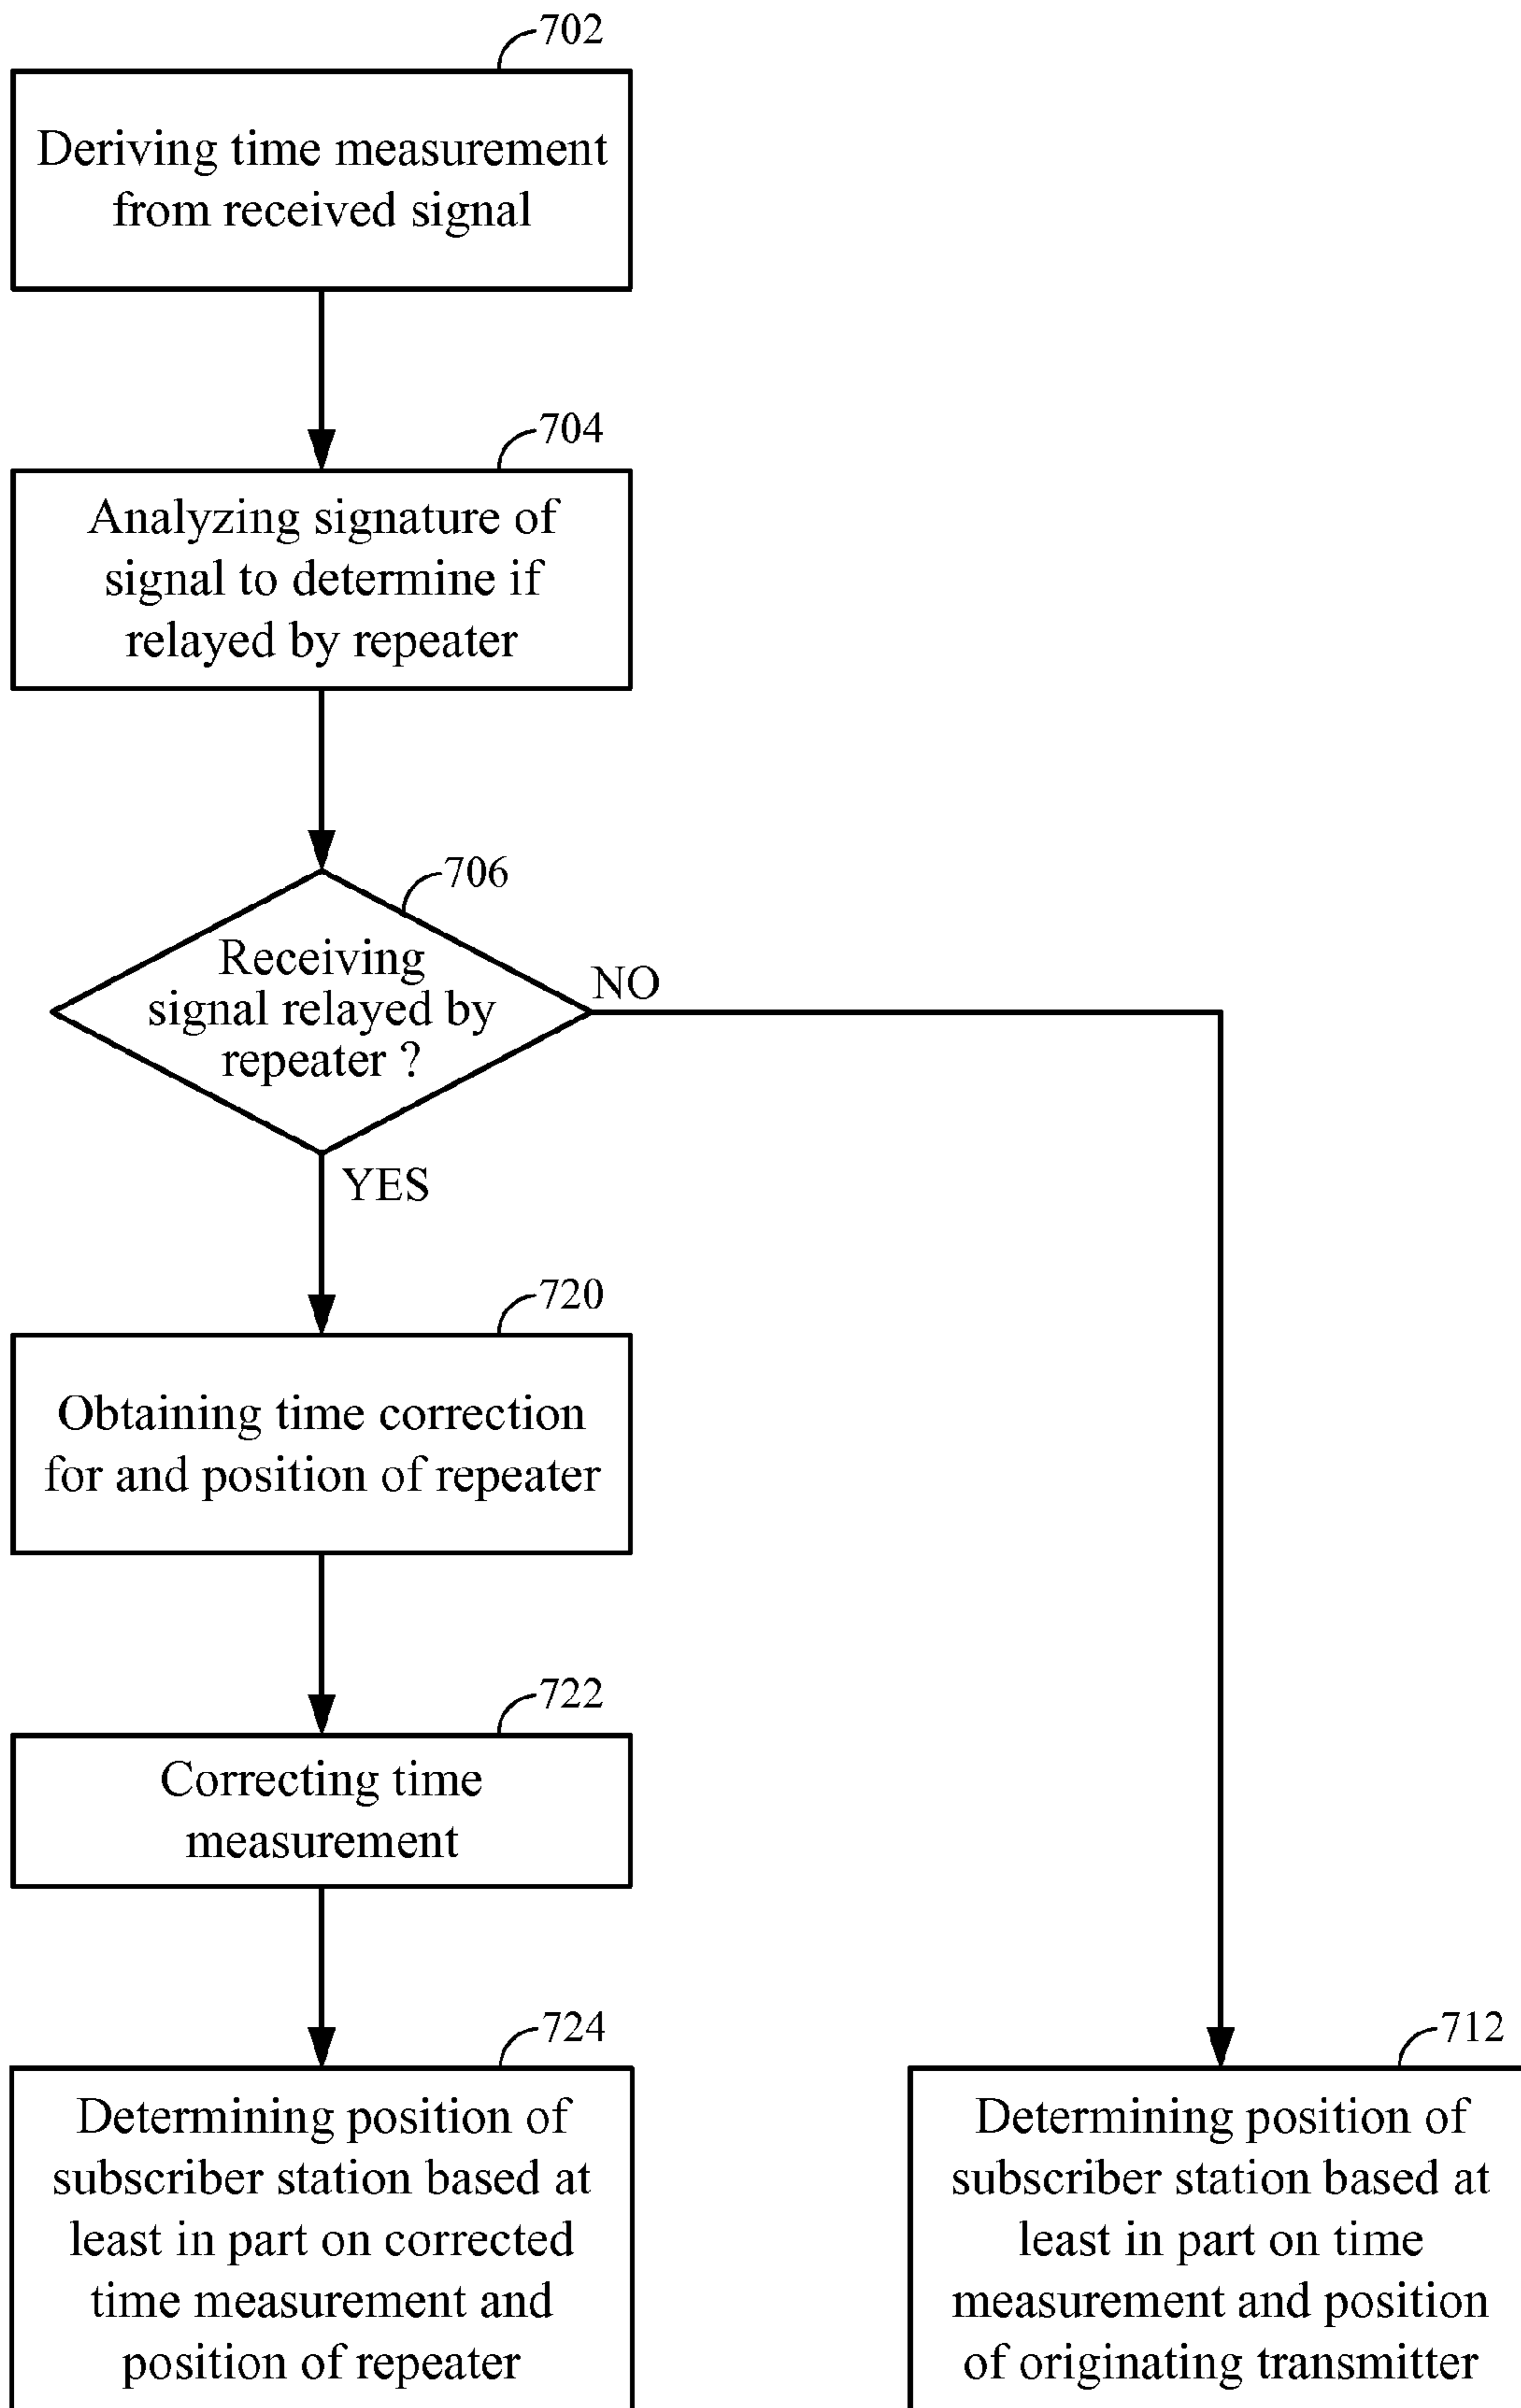 702
Deriving time measurement
from received signal
704
Analyzing signature of
signal to determine if
relayed by repeater
706
Receiving
signal relayed by
repeater ?
NO
YES
720
Obtaining time correction
for and position of repeater
722
Correcting time
measurement
724
Determining position of
subscriber station based at
least in part on corrected
time measurement and
position of repeater
712
Determining position of
subscriber station based at
least in part on time
measurement and position
of originating transmitter